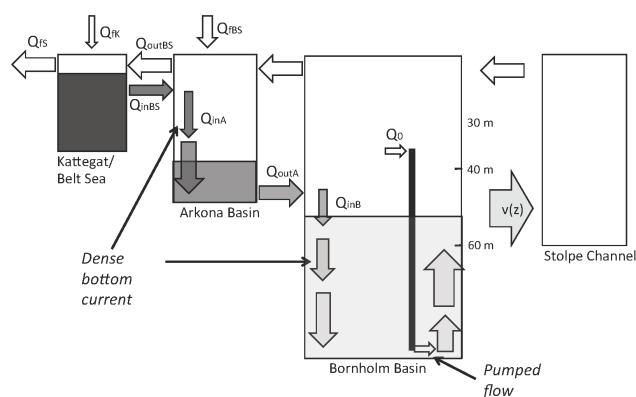 QfS
QfK
QoutBS
QfBS
QinBS
QinA
Kattegat/
Belt Sea
QoutA
Arkona Basin
QinB
Q0
30 m
40 m
v(z)
60 m
Stolpe Channel
Dense
bottom
current
Bornholm Basin
Pumped
flow